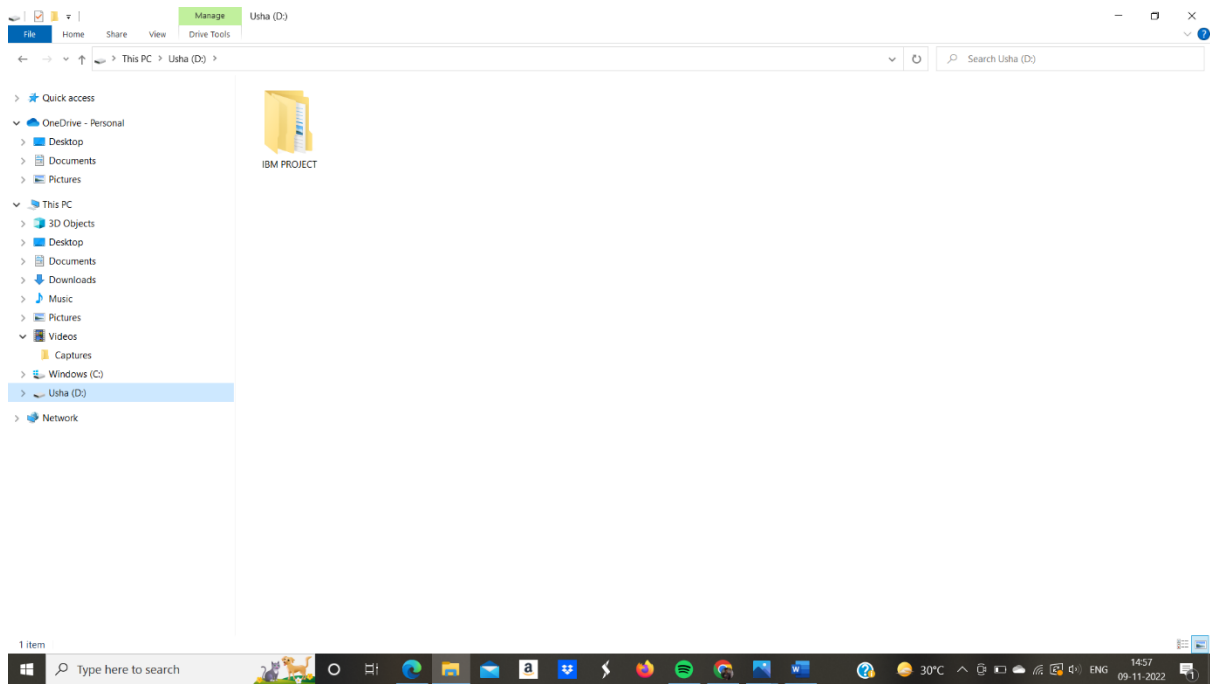 Manage Usha (D:)
File Home Share View Drive Tools
This PC > Usha (D:) >
Search Usha (D:)
Quick access
OneDrive - Personal
Desktop
Documents
Pictures
This PC
3D Objects
Desktop
Documents
Downloads
Music
Pictures
Videos
Captures
Windows (C:)
Usha (D:)
Network
IBM PROJECT
1 item
Type here to search
a
W
30°C
ENG
14:57
09-11-2022
1